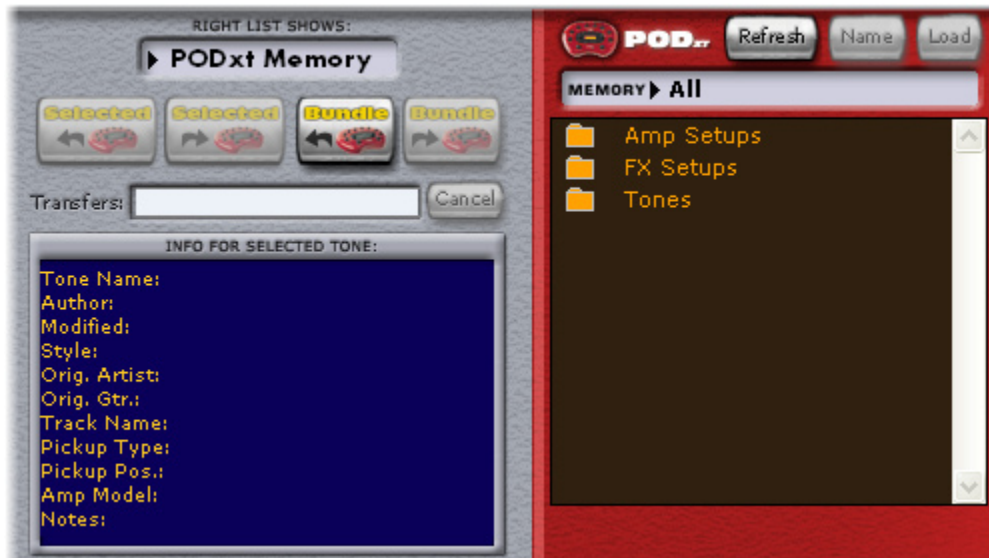 RIGHT LIST SHOWS:
PODxt Memory
Selected
Selected
Bundle
Bundle
Transfers:
Cancel
INFO FOR SELECTED TONE:
Tone Name:
Author:
Modified:
Style:
Orig. Artist:
Orig. Gtr.:
Track Name:
Pickup Type:
Pickup Pos.:
Amp Model:
Notes:
POD XT
Refresh
Name
Load
MEMORY All
Amp Setups
FX Setups
Tones